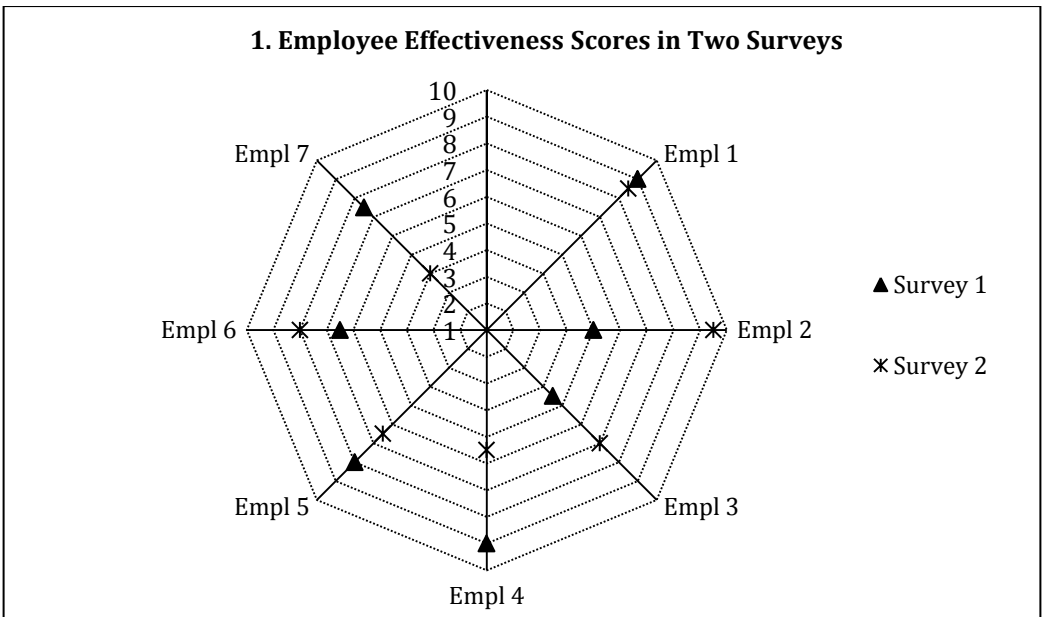 1. Employee Effectiveness Scores in Two Surveys
10
9
8
7
6
5
4
3
2
1
Empl 1
Empl 2
Empl 3
Empl 4
Empl 5
Empl 6
Empl 7
Survey 1
Survey 2